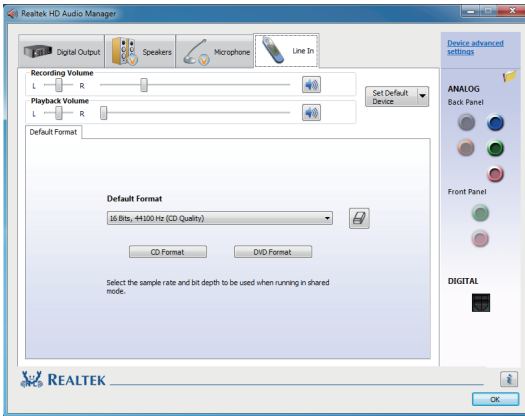 Realtek HD Audio Manager
Digital Output
Speakers
Microphone
Line In
Device advanced
settings
Recording Volume
L
R
Playback Volume
L
R
Set Default
Device
ANALOG
Back Panel
Default Format
Default Format
16 Bits, 44100 Hz (CD Quality)
CD Format
DVD Format
Select the sample rate and bit depth to be used when running in shared
mode.
Front Panel
DIGITAL
REALTEK
i
OK